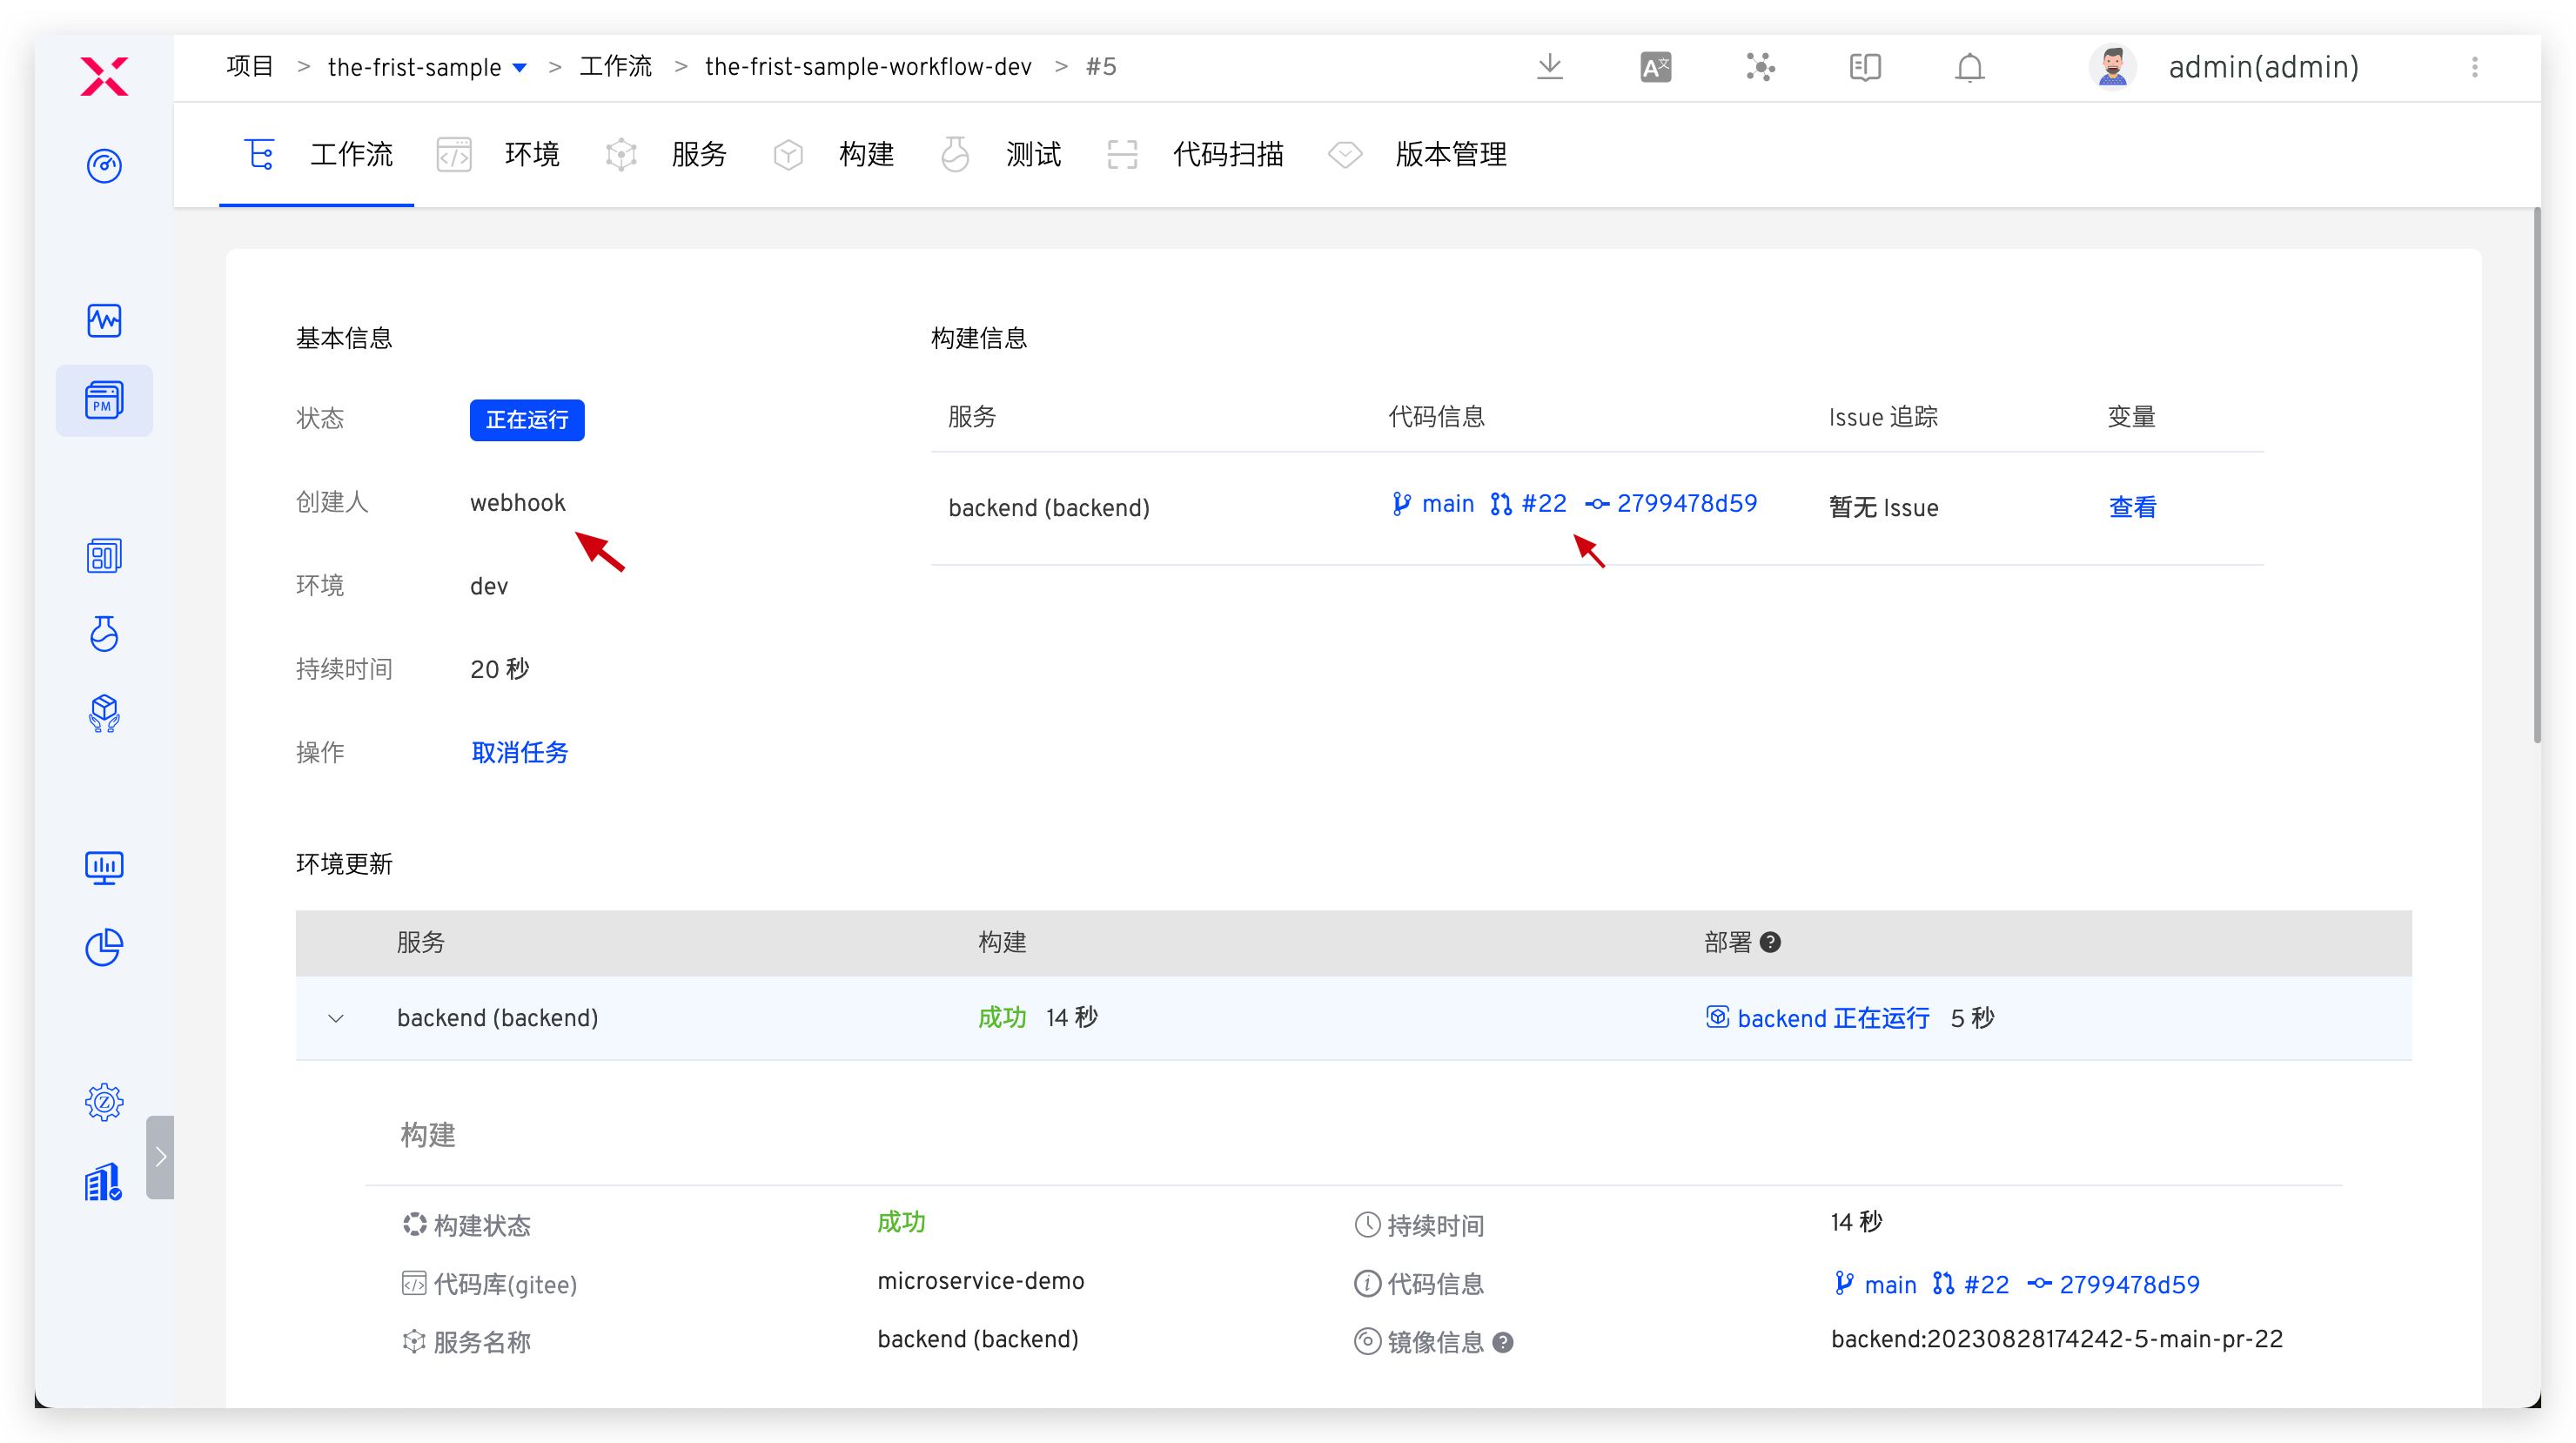 项目 > the-frist-sample > 工作流 > the-frist-sample-workflow-dev > #5
A文
admin(admin)
工作流 环境 服务 构建 测试 代码扫描 版本管理
PM
基本信息
状态 正在运行
创建人 webhook
环境 dev
持续时间 20 秒
操作 取消任务
构建信息
服务 代码信息 Issue 追踪 变量
backend (backend) main #22 2799478d59 暂无 Issue 查看
环境更新
服务 构建 部署 ?
backend (backend) 成功 14 秒 backend 正在运行 5 秒
构建
构建状态 成功 持续时间 14 秒
代码库(gitee) microservice-demo 代码信息 main #22 2799478d59
服务名称 backend (backend) 镜像信息 ? backend:20230828174242-5-main-pr-22
Z